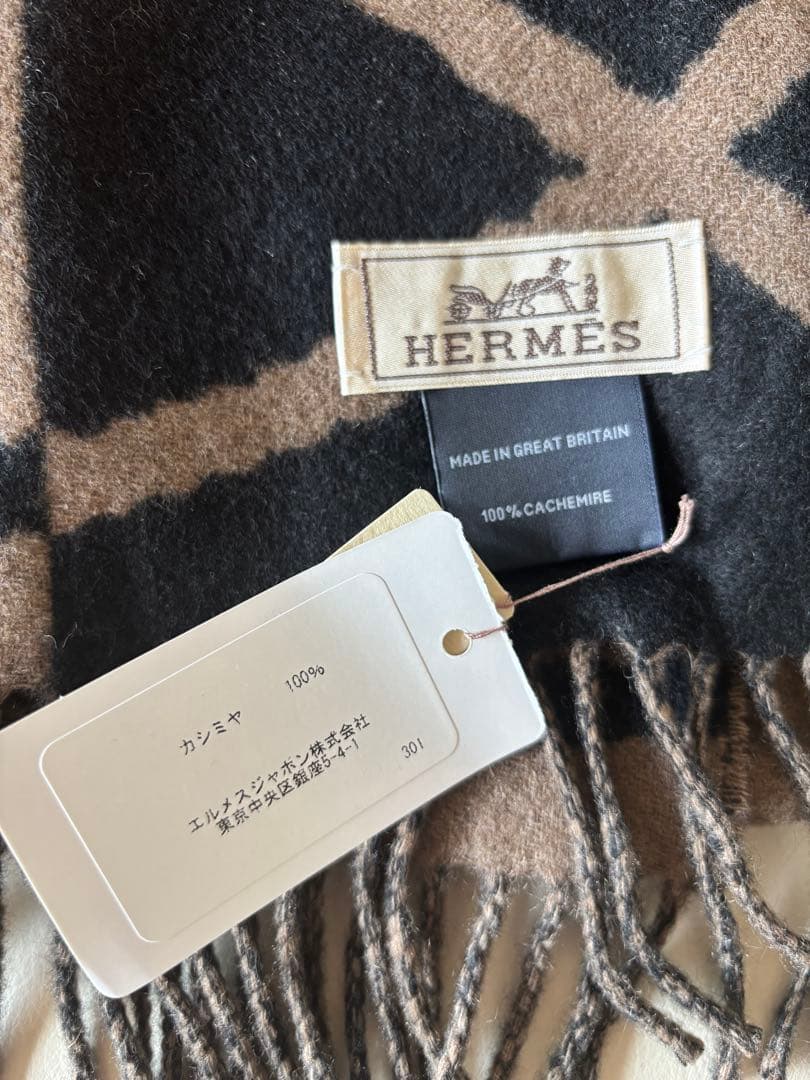 HERMÈS
MADE IN GREAT BRITAIN
100% CACHEMIRE
カシミヤ 100%
エルメスジャポン株式会社
東京中央区銀座5-4-1
301